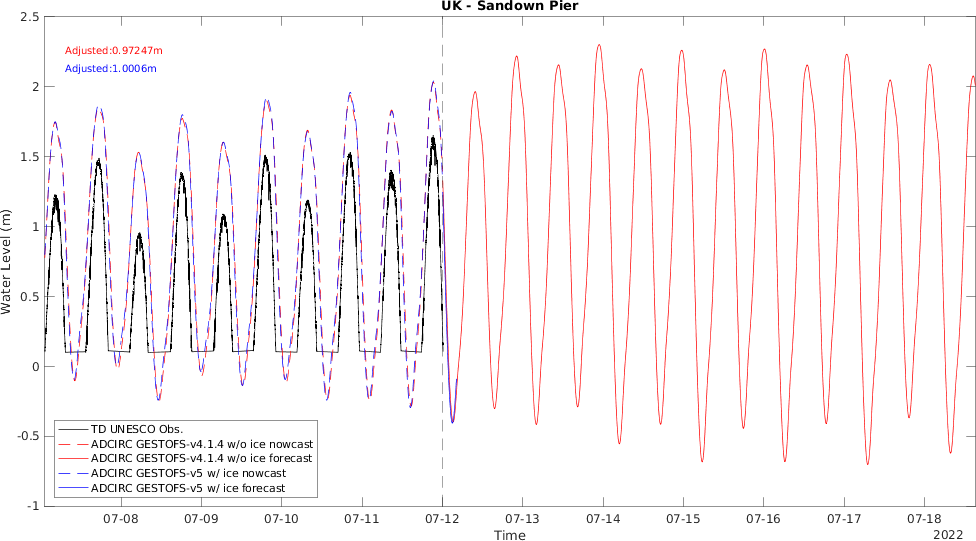 UK - Sandown Pier
2.5
2
1.5
1
0.5
0
-0.5
-1
Water Level (m)
Adjusted:0.97247m
Adjusted:1.0006m
TD UNESCO Obs.
ADCIRC GESTOFS-v4.1.4 w/o ice nowcast
ADCIRC GESTOFS-v4.1.4 w/o ice forecast
ADCIRC GESTOFS-v5 w/ ice nowcast
ADCIRC GESTOFS-v5 w/ ice forecast
07-08 07-09 07-10 07-11 07-12 07-13 07-14 07-15 07-16 07-17 07-18
Time
2022